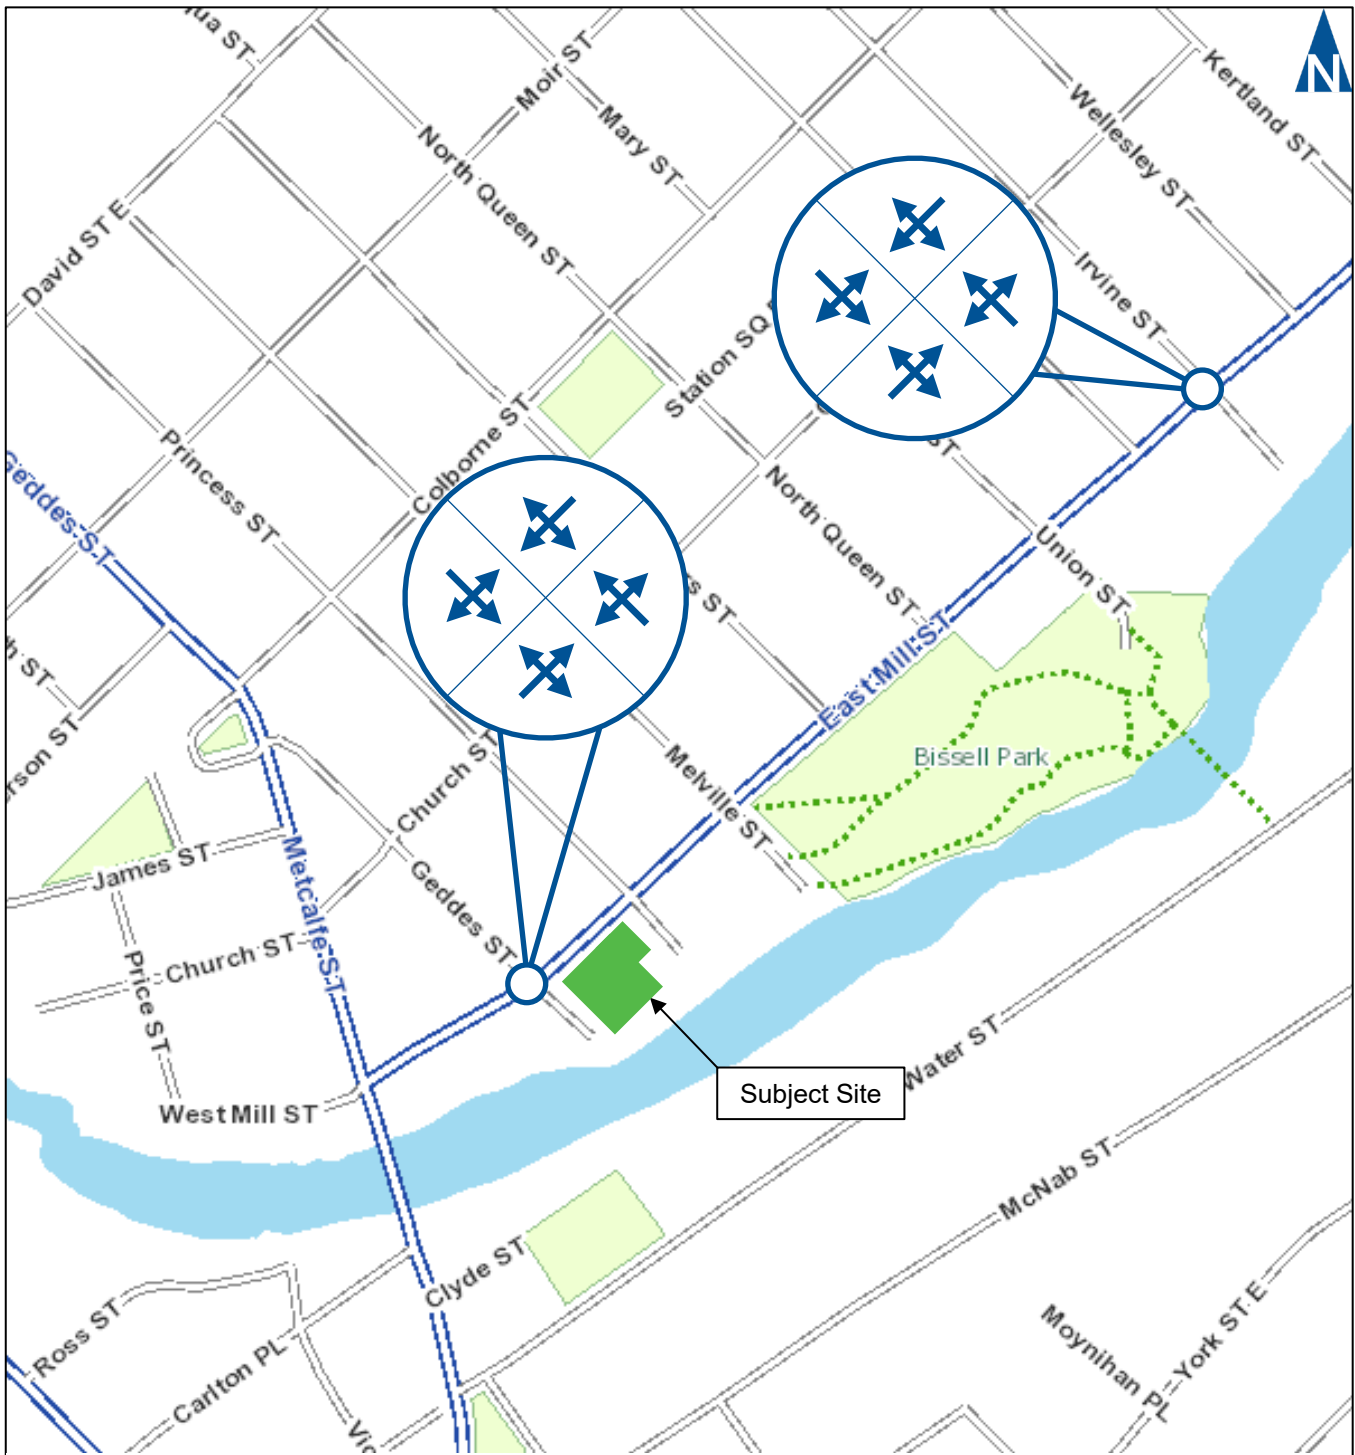 N
Kertland ST
Moir ST
Mary ST
Wellesley ST
North Queen ST
David ST E
Irvine ST
Station SQ
Colborne ST
Princess ST
Geddes ST
North Queen ST
Union ST
ST
ST
East Mill ST
Bissell Park
Melville ST
Church ST
James ST
Metcalfe ST
Geddes ST
Church ST
Price ST
West Mill ST
Subject Site
Water ST
McNab ST
Clyde ST
Ross ST
Carlton PL
Moynihan PL
York ST E